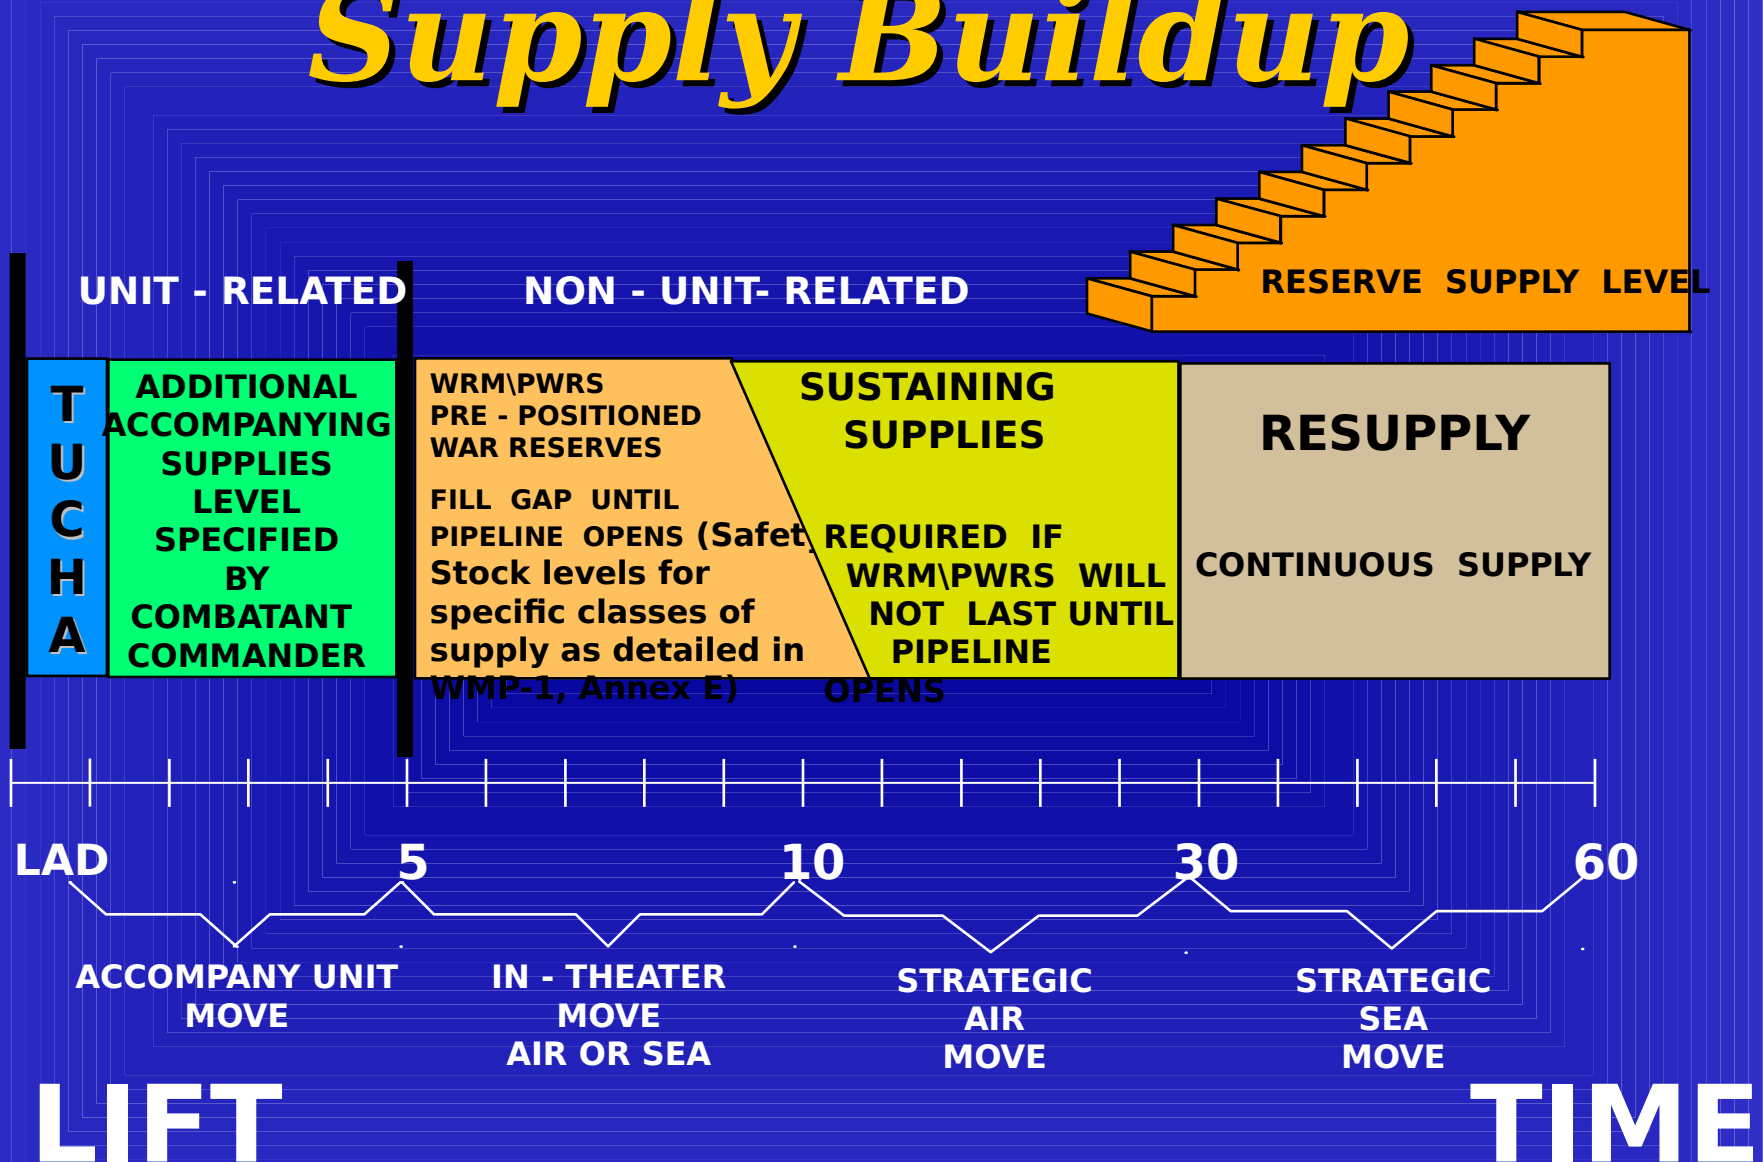 Supply Buildup
UNIT - RELATED
NON - UNIT- RELATED
RESERVE SUPPLY LEVEL
T
U
C
H
A
ADDITIONAL
ACCOMPANYING
SUPPLIES
LEVEL
SPECIFIED
BY
COMBATANT
COMMANDER
WRM\PWRS
PRE - POSITIONED
WAR RESERVES
FILL GAP UNTIL
PIPELINE OPENS (Safety
Stock levels for
specific classes of
supply as detailed in
WMP-1, Annex E)
SUSTAINING
SUPPLIES
REQUIRED IF
WRM\PWRS WILL
NOT LAST UNTIL
PIPELINE
OPENS
RESUPPLY
CONTINUOUS SUPPLY
LAD
5
10
30
60
ACCOMPANY UNIT
MOVE
IN - THEATER
MOVE
AIR OR SEA
STRATEGIC
AIR
MOVE
STRATEGIC
SEA
MOVE
LIFT
TIME